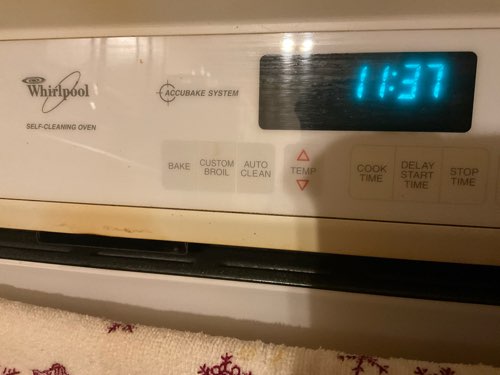 Whirlpool
ACCUBAKE SYSTEM
11:37
SELF-CLEANING OVEN
BAKE
CUSTOM
BROIL
AUTO
CLEAN
TEMP
COOK
TIME
DELAY
START
TIME
STOP
TIME